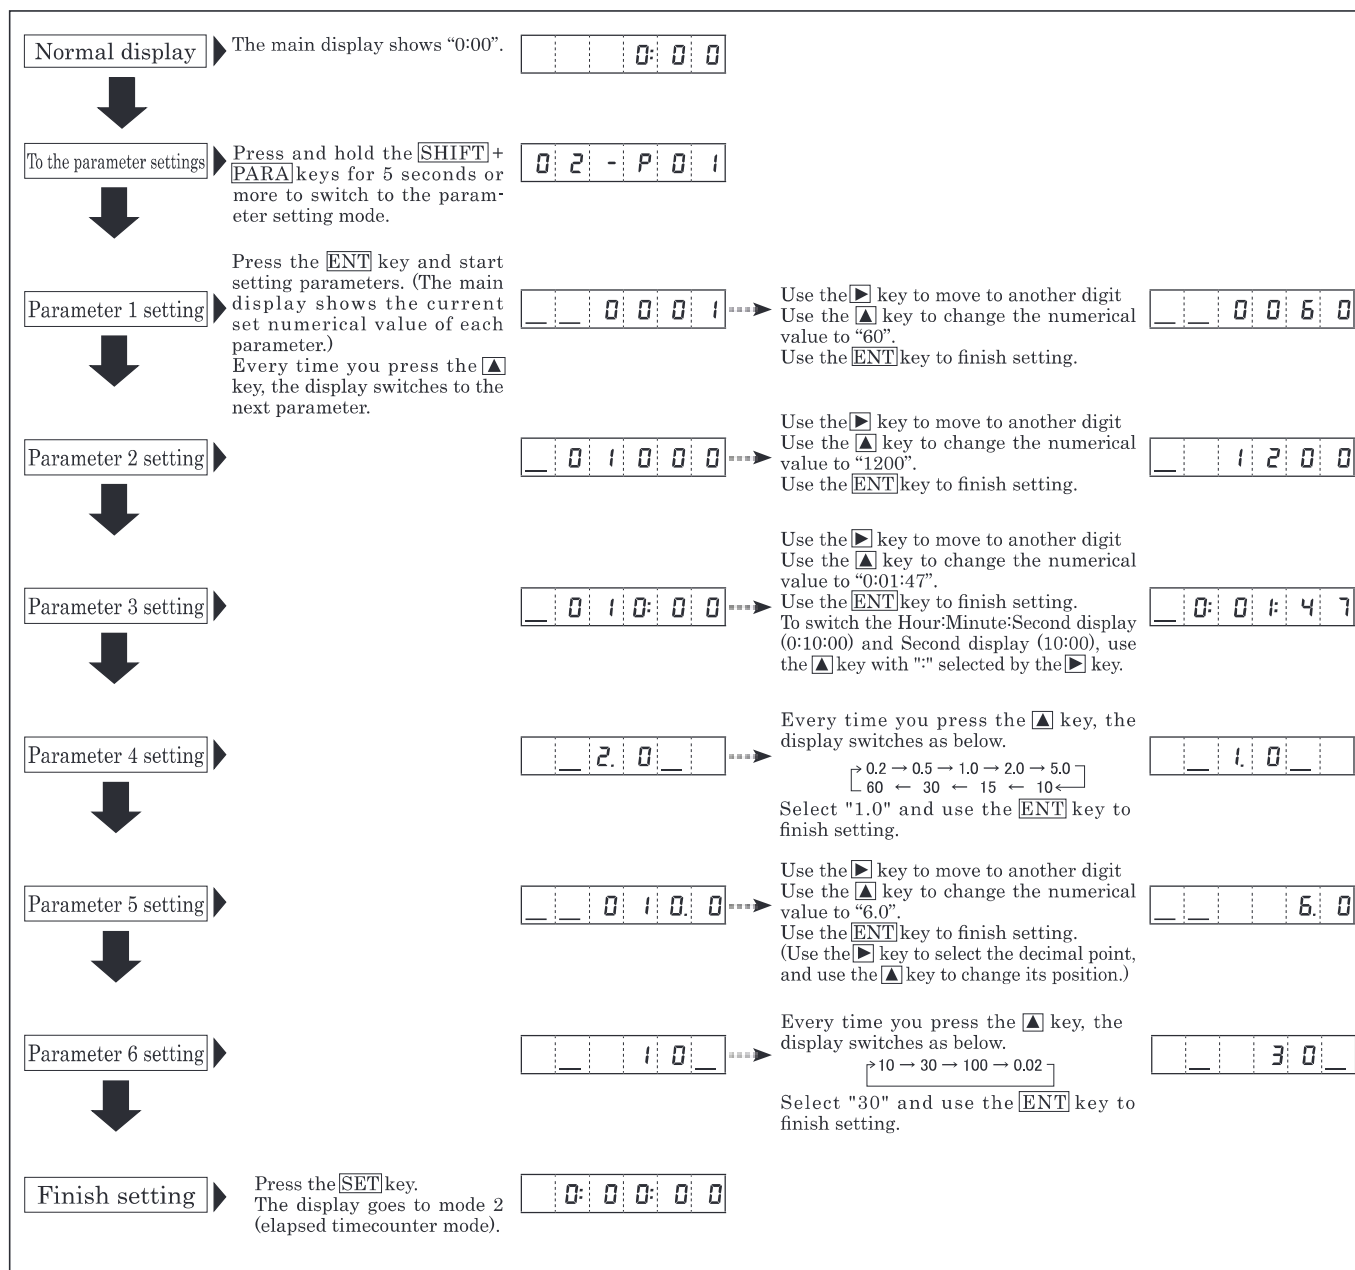 Normal display
The main display shows “0:00”.
0:00
To the parameter settings
Press and hold the SHIFT +
PARA keys for 5 seconds or
more to switch to the param-
eter setting mode.
02-P01
Parameter 1 setting
Press the ENT key and start
setting parameters. (The main
display shows the current
set numerical value of each
parameter.)
Every time you press the ▲
key, the display switches to the
next parameter.
_ _ 0001
Use the ▶ key to move to another digit
Use the ▲ key to change the numerical
value to “60”.
Use the ENT key to finish setting.
_ _ 0060
Parameter 2 setting
_ 01000
Use the ▶ key to move to another digit
Use the ▲ key to change the numerical
value to “1200”.
Use the ENT key to finish setting.
_ 1200
Parameter 3 setting
_ 010:00
Use the ▶ key to move to another digit
Use the ▲ key to change the numerical
value to “0:01:47”.
Use the ENT key to finish setting.
To switch the Hour:Minute:Second display
(0:10:00) and Second display (10:00), use
the ▲ key with ":" selected by the ▶ key.
_ 0:01:47
Parameter 4 setting
_ 2.0 _
Every time you press the ▲ key, the
display switches as below.
0.2 → 0.5 → 1.0 → 2.0 → 5.0
60 ← 30 ← 15 ← 10
Select "1.0" and use the ENT key to
finish setting.
_ 1.0 _
Parameter 5 setting
_ _ 010.0
Use the ▶ key to move to another digit
Use the ▲ key to change the numerical
value to “6.0”.
Use the ENT key to finish setting.
(Use the ▶ key to select the decimal point,
and use the ▲ key to change its position.)
_ _ 6.0
Parameter 6 setting
_ 10 _
Every time you press the ▲ key, the
display switches as below.
10 → 30 → 100 → 0.02
Select "30" and use the ENT key to
finish setting.
_ 30 _
Finish setting
Press the SET key.
The display goes to mode 2
(elapsed timecounter mode).
0:00:00